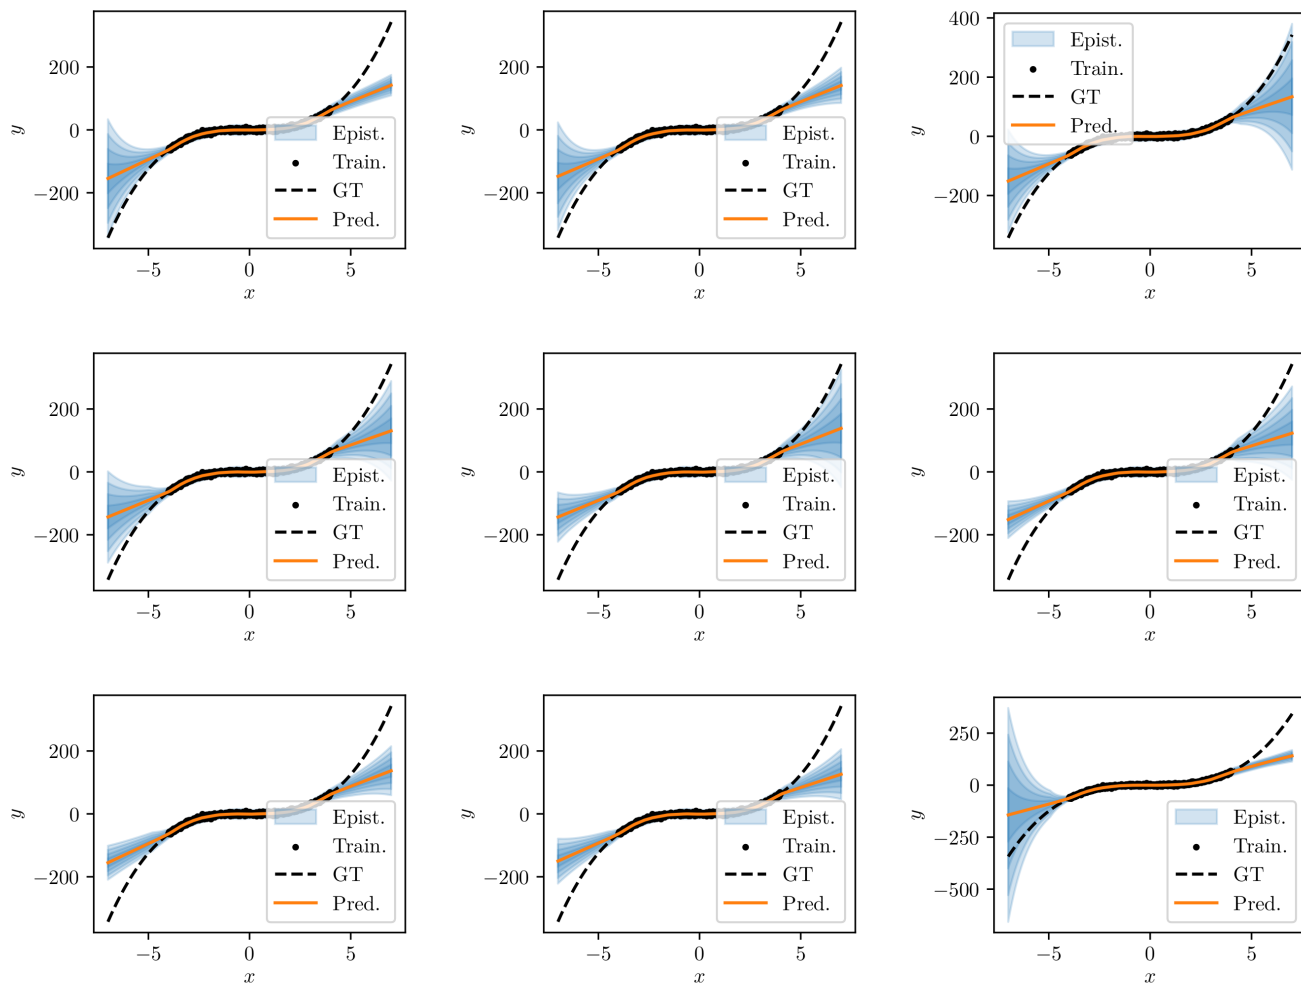 200
0
−200
y
−5 0 5
x
Epist.
Train.
GT
Pred.
200
0
−200
y
−5 0 5
x
Epist.
Train.
GT
Pred.
400
200
0
−200
y
−5 0 5
x
Epist.
Train.
GT
Pred.
200
0
−200
y
−5 0 5
x
Epist.
Train.
GT
Pred.
200
0
−200
y
−5 0 5
x
Epist.
Train.
GT
Pred.
200
0
−200
y
−5 0 5
x
Epist.
Train.
GT
Pred.
200
0
−200
y
−5 0 5
x
Epist.
Train.
GT
Pred.
200
0
−200
y
−5 0 5
x
Epist.
Train.
GT
Pred.
250
0
−250
−500
y
−5 0 5
x
Epist.
Train.
GT
Pred.